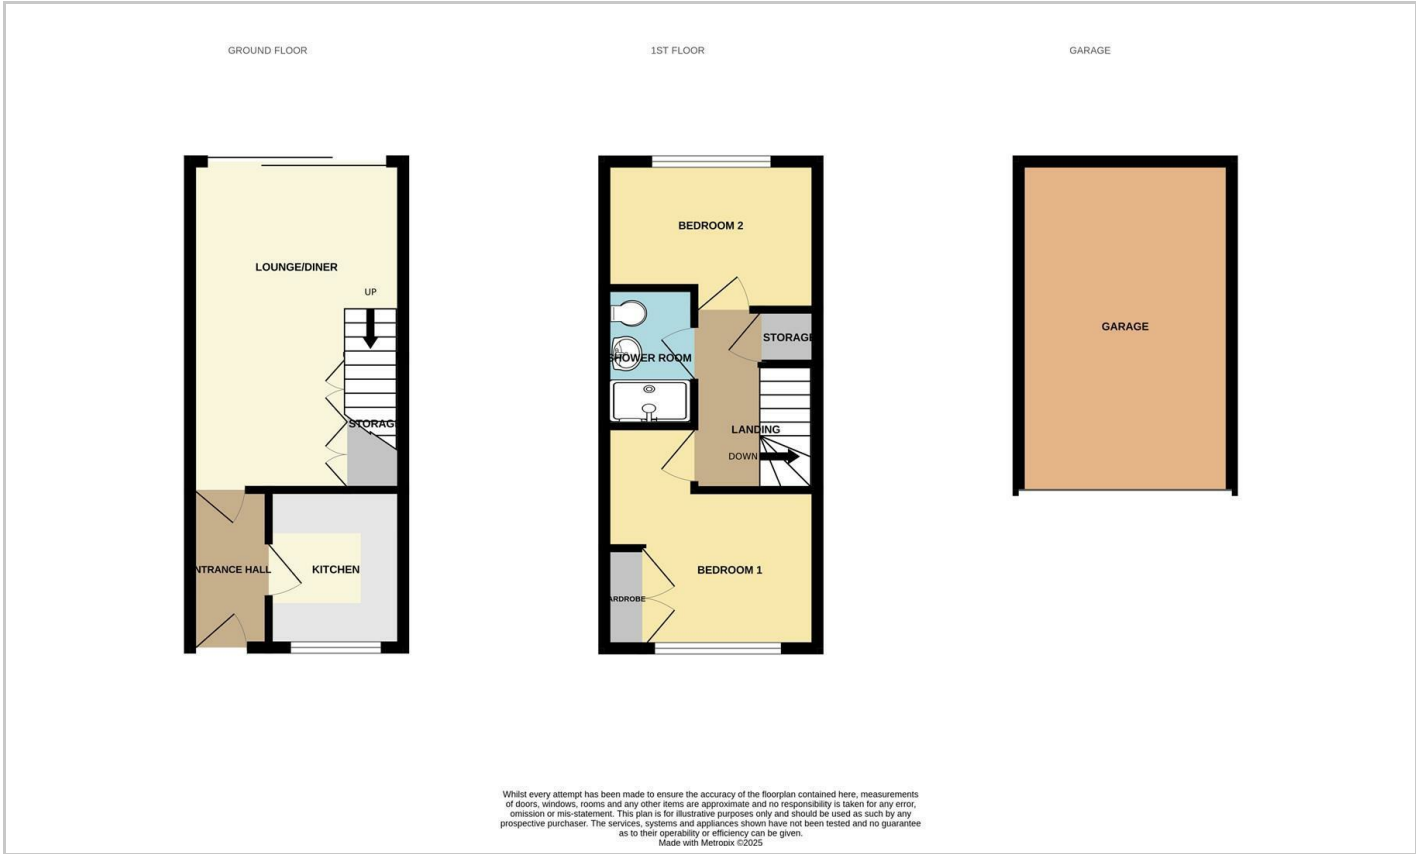 GROUND FLOOR
1ST FLOOR
GARAGE
LOUNGE/DINER
UP
STORAG
NTRANCE HALL
KITCHEN
BEDROOM 2
STORAGE
SHOWER ROOM
LANDING
DOWN
BEDROOM 1
ARDROBE
GARAGE
Whilst every attempt has been made to ensure the accuracy of the floorplan contained here, measurements
of doors, windows, rooms and any other items are approximate and no responsibility is taken for any error,
omission or mis-statement. This plan is for illustrative purposes only and should be used as such by any
prospective purchaser. The services, systems and appliances shown have not been tested and no guarantee
as to their operability or efficiency can be given.
Made with Metropix ©2025